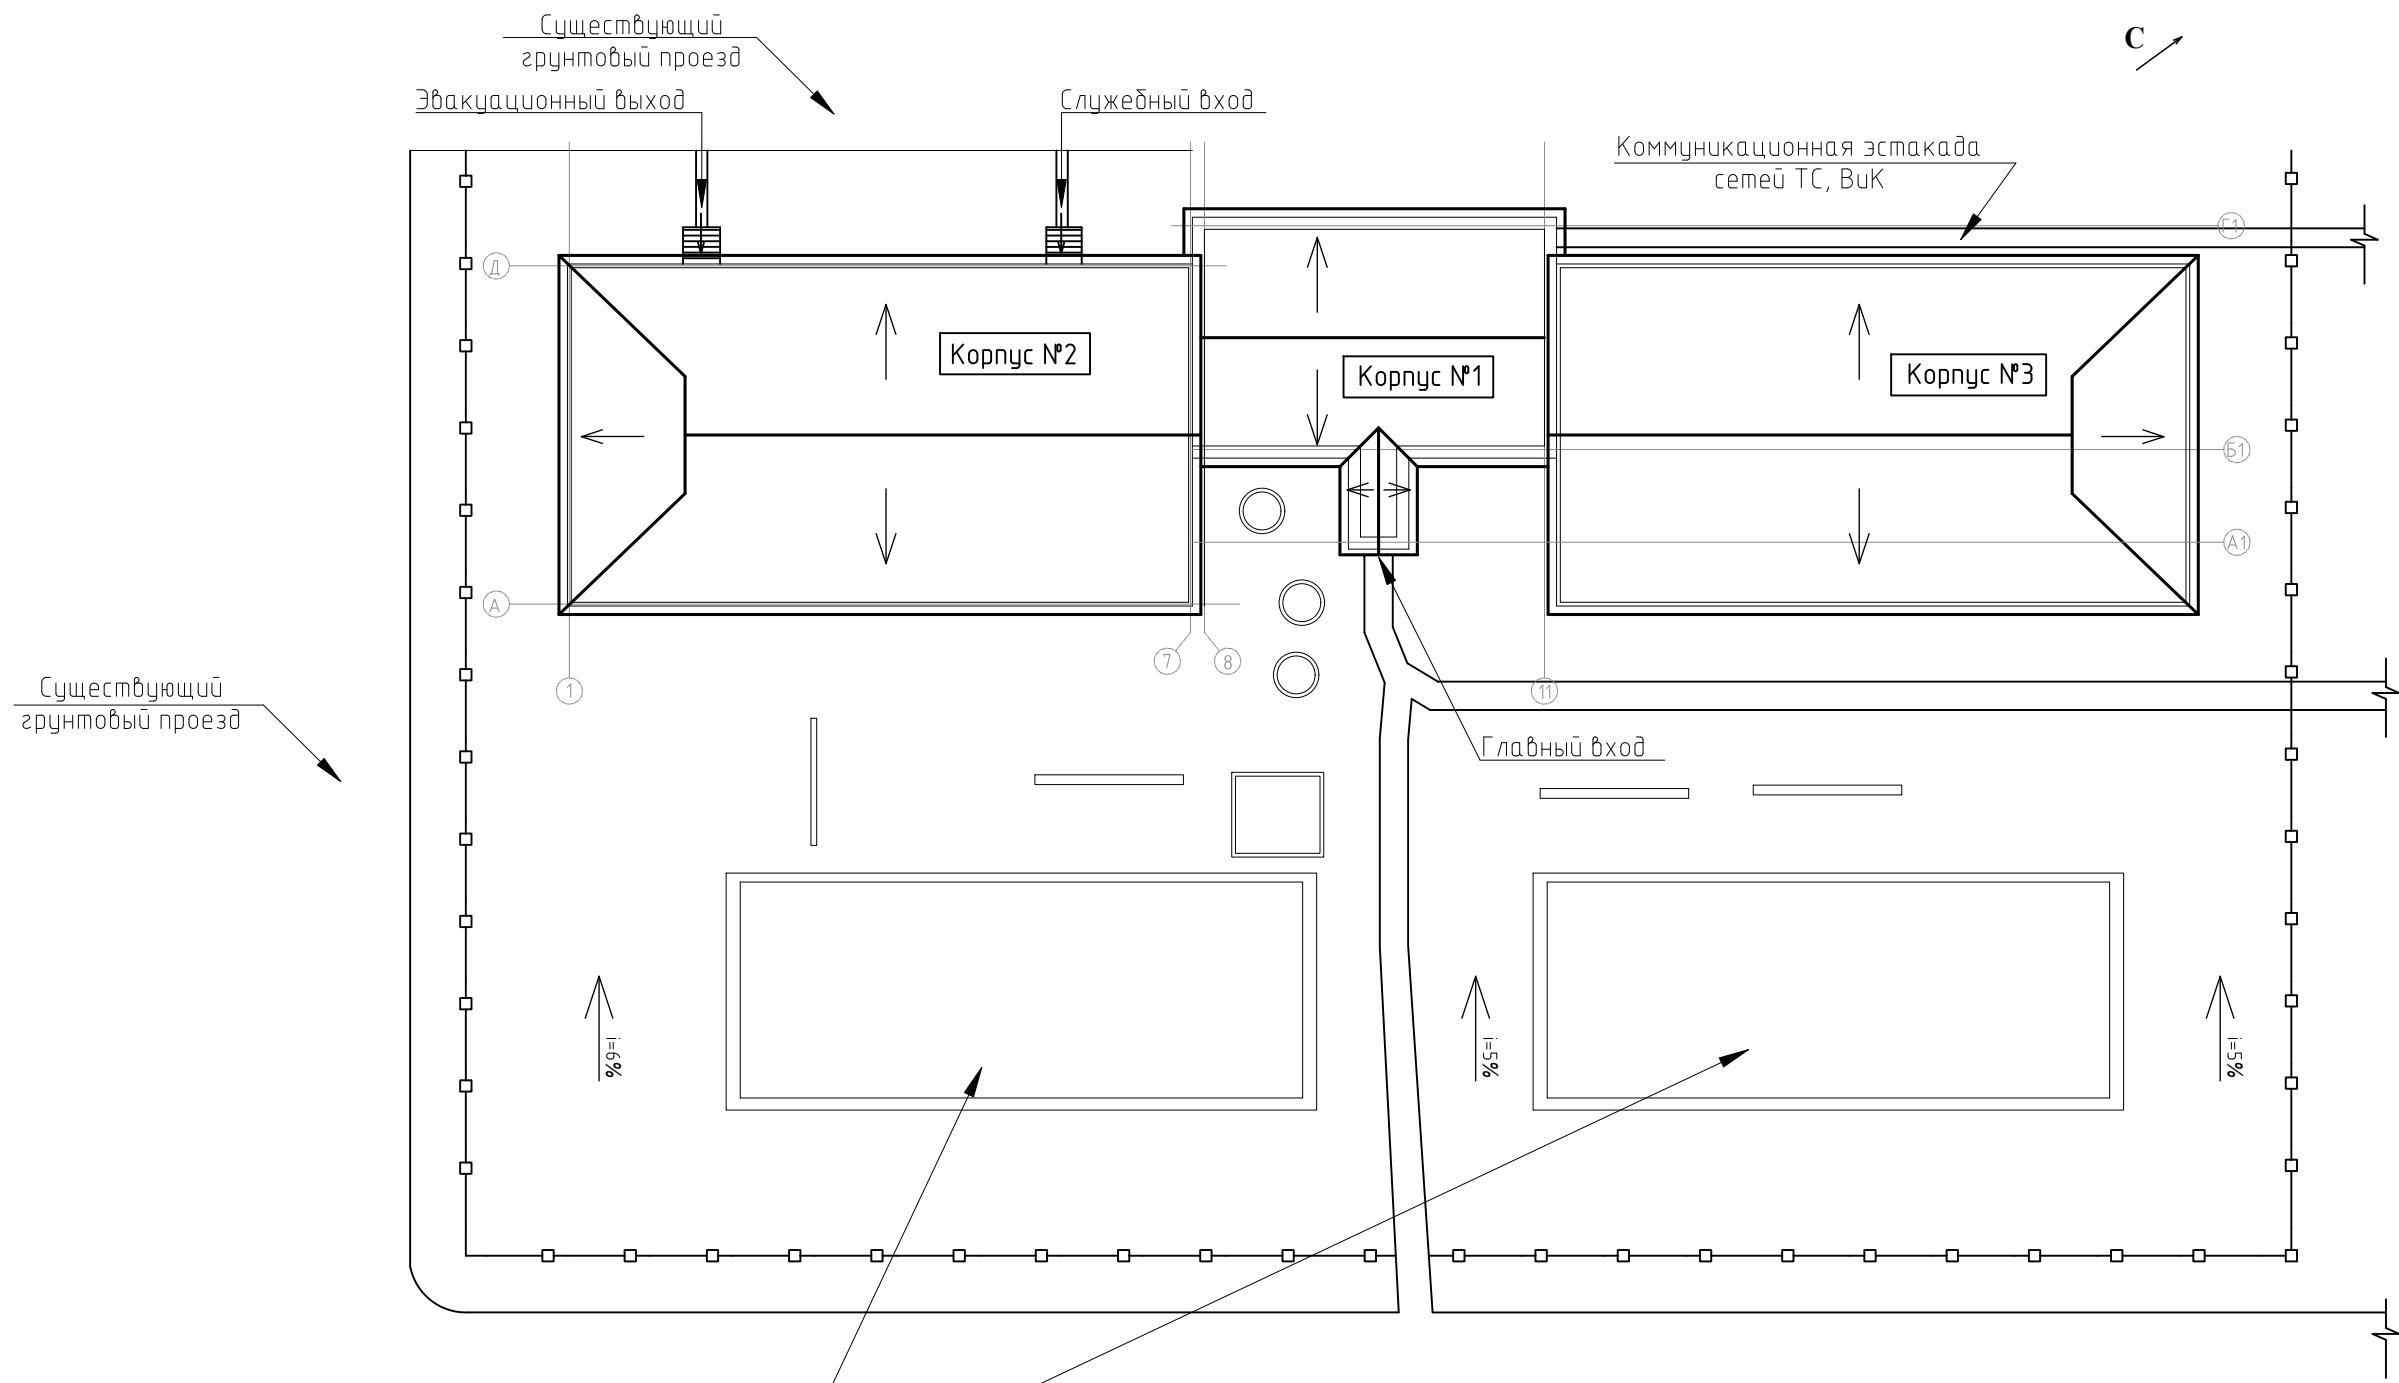 Существующий
грунтовый проезд
С
Эвакуационный выход
Служебный вход
Коммуникационная эстакада
сетей ТС, ВиК
Г1
Д
Корпус №2
Корпус №1
Корпус №3
Б1
А1
А
7
8
1
11
Существующий
грунтовый проезд
Главный вход
i=6%
i=5%
i=5%